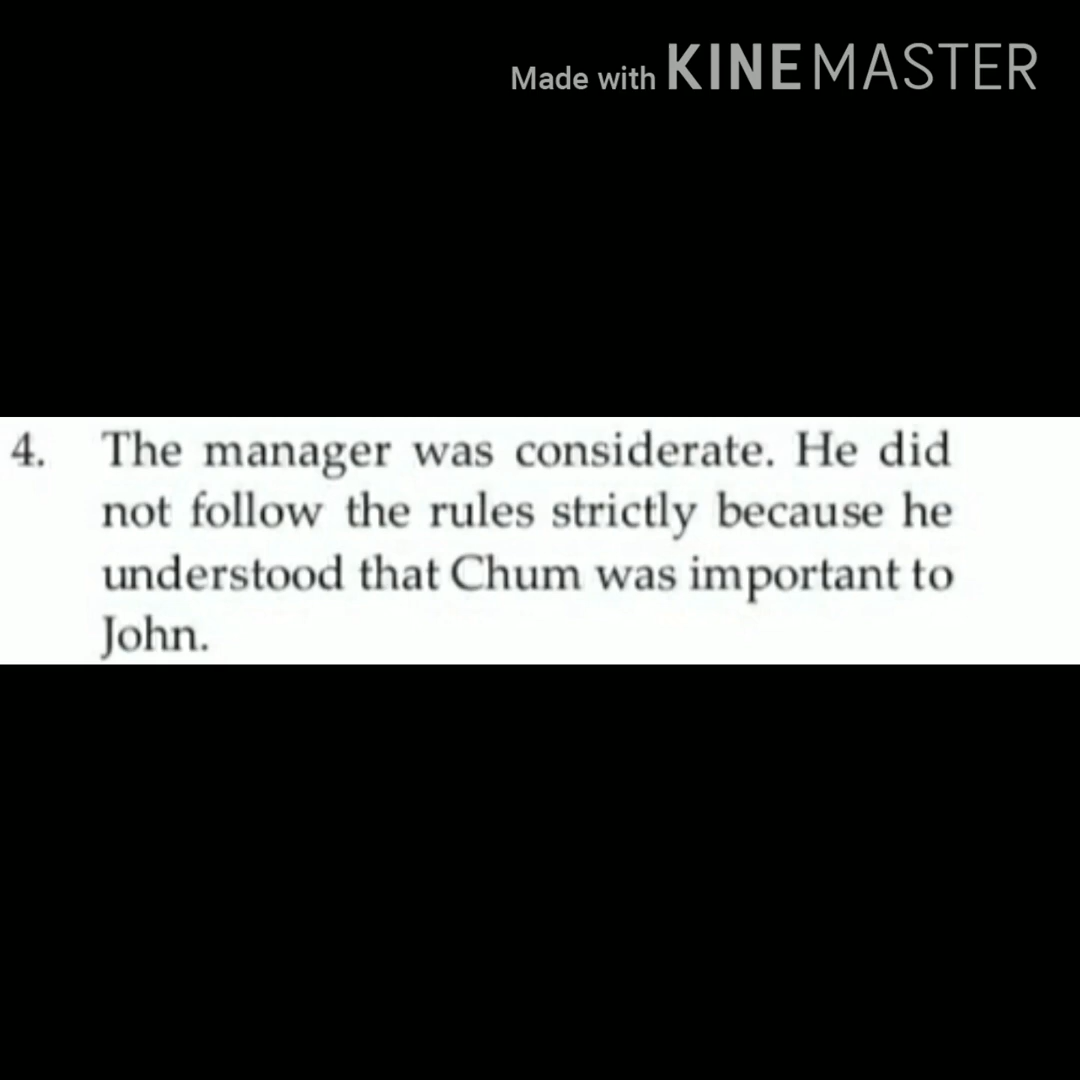 Made with KINEMASTER
4. The manager was considerate. He did
not follow the rules strictly because he
understood that Chum was important to
John.